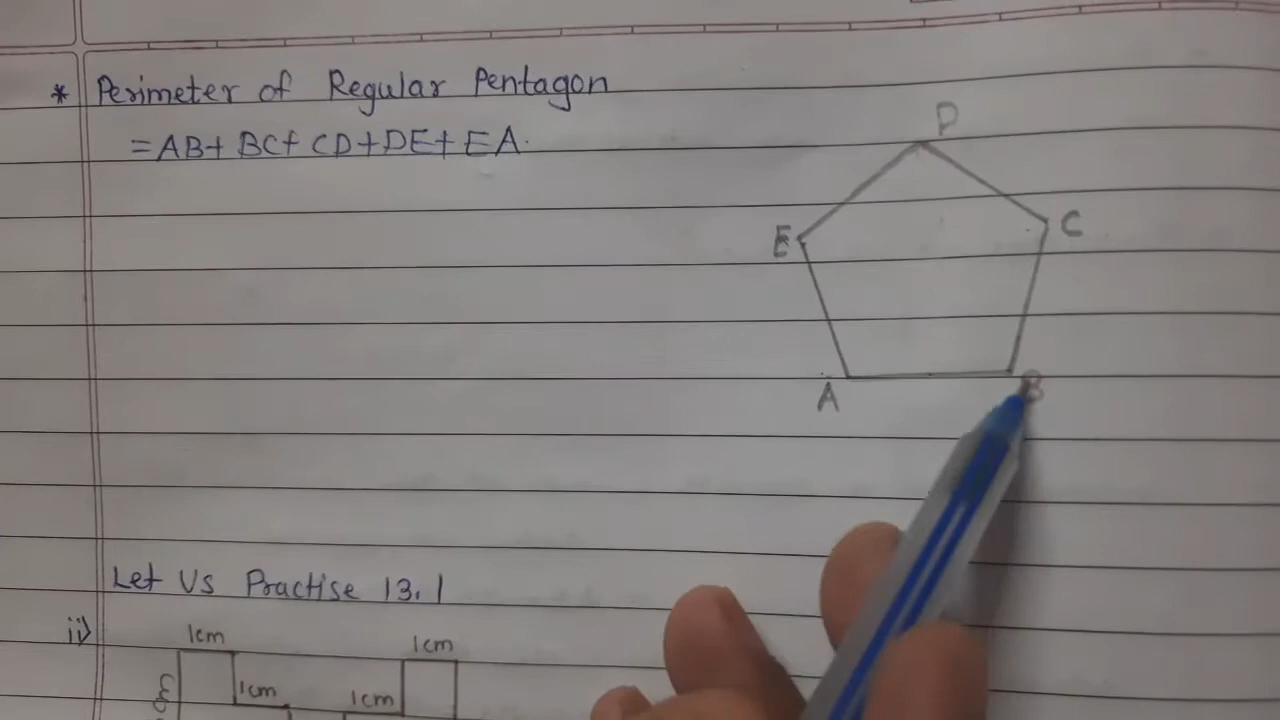 * Perimeter of Regular Pentagon
= AB + BC + CD + DE + EA.
D
E
C
A
B
Let Us Practise 13.1
ii)
1cm
1cm
1cm
1cm